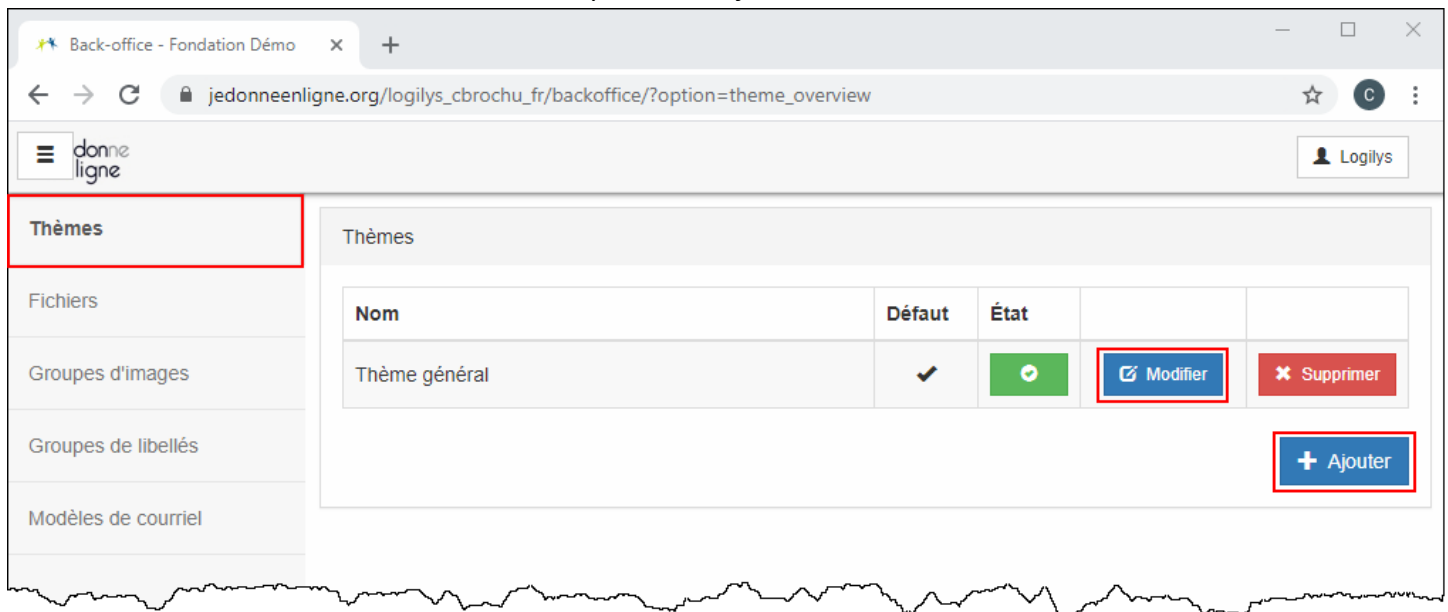 Back-office - Fondation Démo
jedonneenligne.org/logilys_cbrochu_fr/backoffice/?option=theme_overview
C
donne
ligne
Logilys
Thèmes
Fichiers
Groupes d'images
Groupes de libellés
Modèles de courriel
Thèmes
Nom Défaut État
Thème général Modifier Supprimer
Ajouter